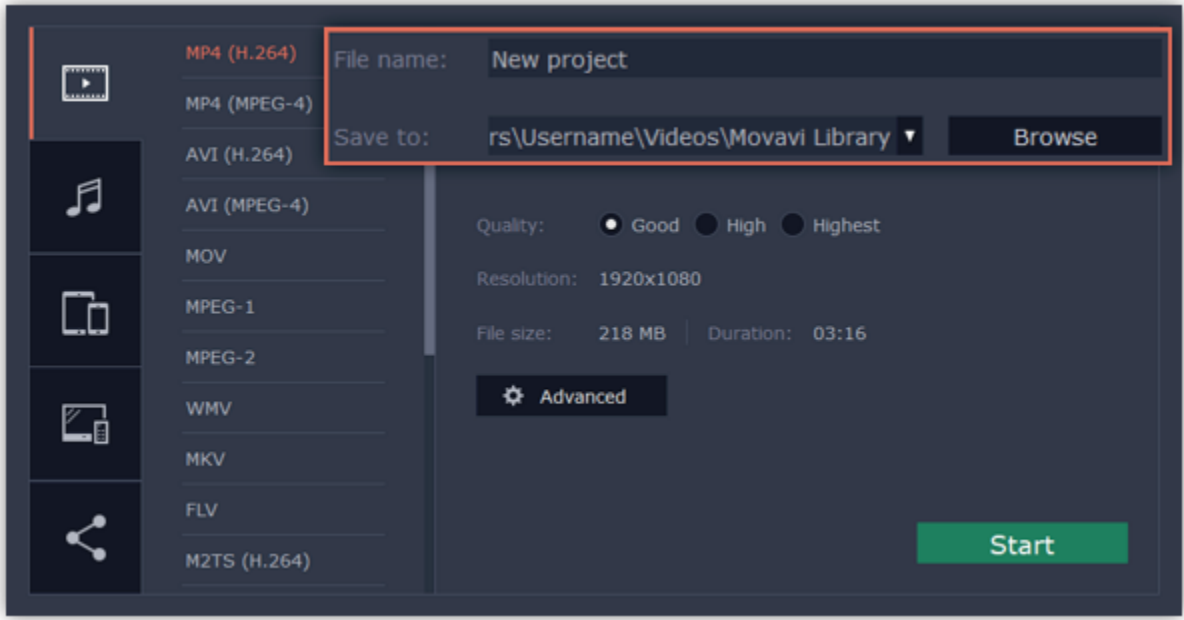 MP4 (H.264)
MP4 (MPEG-4)
AVI (H.264)
AVI (MPEG-4)
MOV
MPEG-1
MPEG-2
WMV
MKV
FLV
M2TS (H.264)
File name: New project
Save to: rs\Username\Videos\Movavi Library Browse
Quality: Good High Highest
Resolution: 1920x1080
File size: 218 MB Duration: 03:16
Advanced
Start